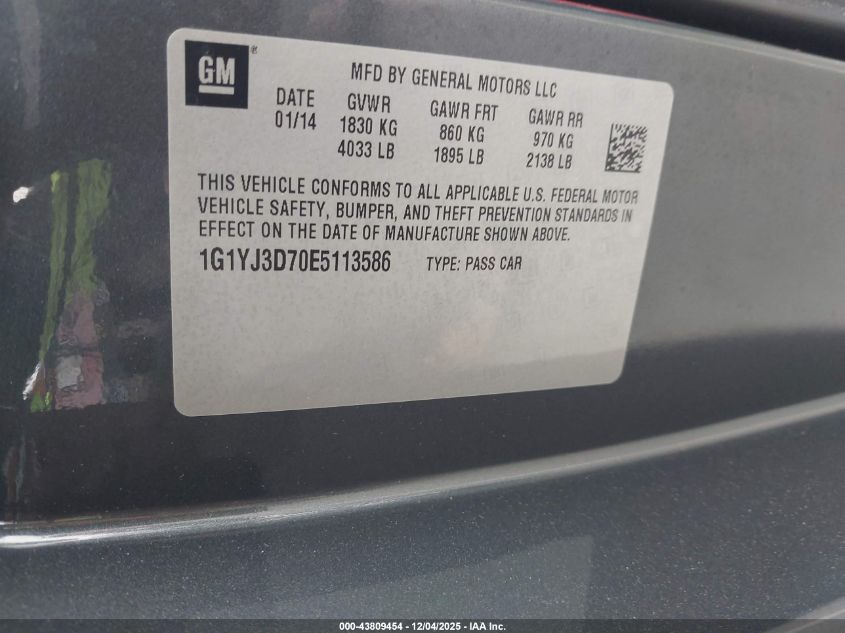 GM ®
MFD BY GENERAL MOTORS LLC
DATE GVWR GAWR FRT GAWR RR
01/14 1830 KG 860 KG 970 KG
4033 LB 1895 LB 2138 LB
THIS VEHICLE CONFORMS TO ALL APPLICABLE U.S. FEDERAL MOTOR
VEHICLE SAFETY, BUMPER, AND THEFT PREVENTION STANDARDS IN
EFFECT ON THE DATE OF MANUFACTURE SHOWN ABOVE.
1G1YJ3D70E5113586 TYPE: PASS CAR
000-43809454 - 12/04/2025 - IAA Inc.